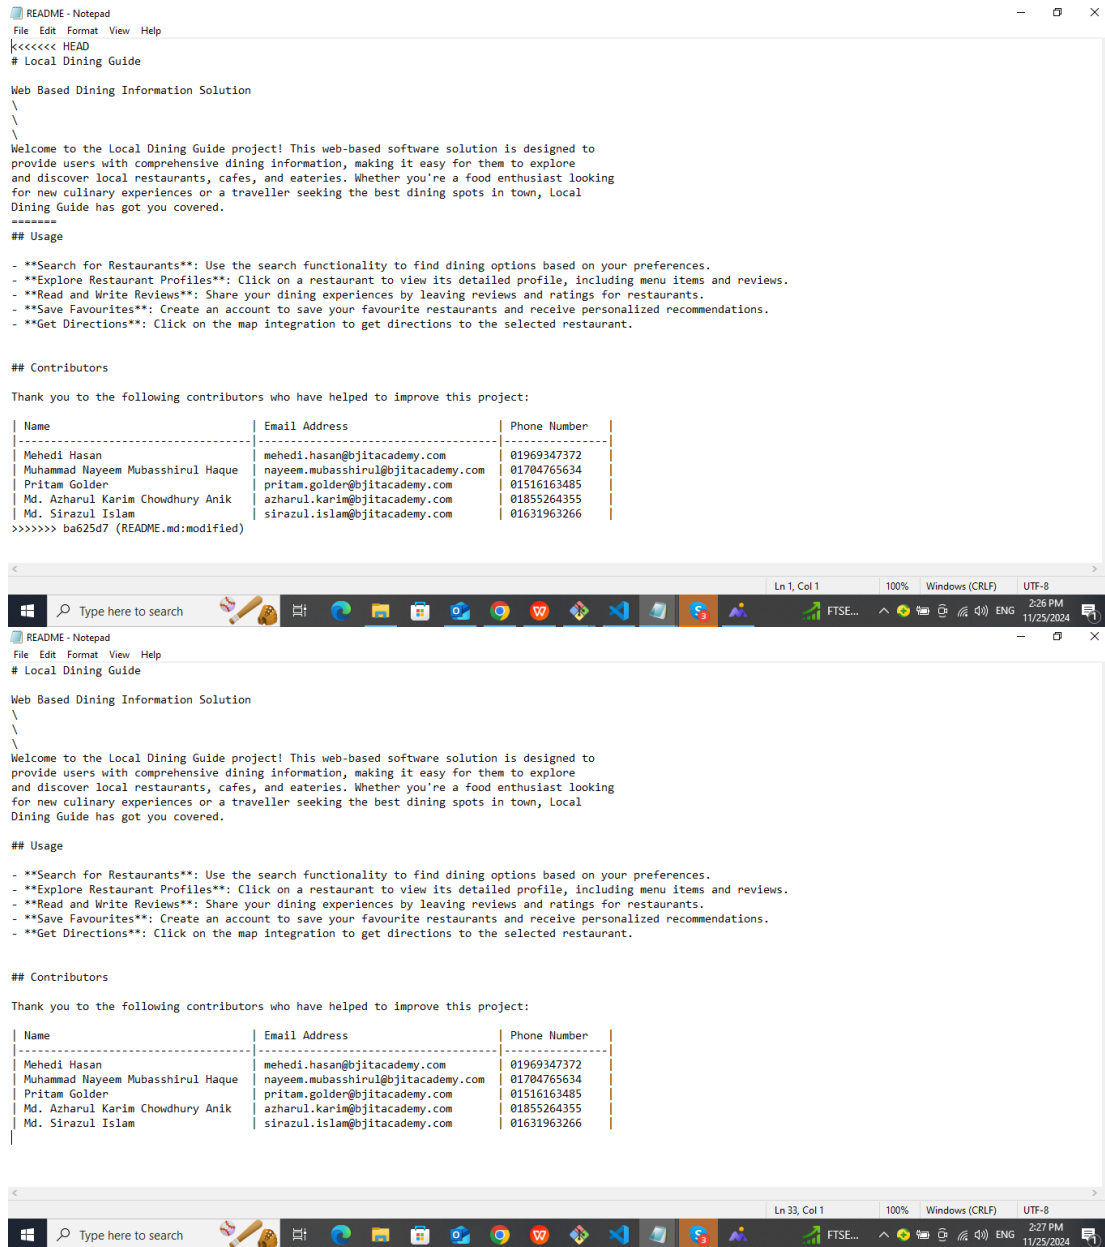 README - Notepad
File Edit Format View Help
<<<<<<< HEAD
# Local Dining Guide
Web Based Dining Information Solution
\
\
\
Welcome to the Local Dining Guide project! This web-based software solution is designed to
provide users with comprehensive dining information, making it easy for them to explore
and discover local restaurants, cafes, and eateries. Whether you're a food enthusiast looking
for new culinary experiences or a traveller seeking the best dining spots in town, Local
Dining Guide has got you covered.
=======
## Usage
- **Search for Restaurants**: Use the search functionality to find dining options based on your preferences.
- **Explore Restaurant Profiles**: Click on a restaurant to view its detailed profile, including menu items and reviews.
- **Read and Write Reviews**: Share your dining experiences by leaving reviews and ratings for restaurants.
- **Save Favourites**: Create an account to save your favourite restaurants and receive personalized recommendations.
- **Get Directions**: Click on the map integration to get directions to the selected restaurant.
## Contributors
Thank you to the following contributors who have helped to improve this project:
| Name | Email Address | Phone Number |
|------------------------------------|-------------------------------------|----------------|
| Mehedi Hasan | mehedi.hasan@bjitacademy.com | 01969347372 |
| Muhammad Nayeem Mubasshirul Haque | nayeem.mubasshirul@bjitacademy.com | 01704765634 |
| Pritam Golder | pritam.golder@bjitacademy.com | 01516163485 |
| Md. Azharul Karim Chowdhury Anik | azharul.karim@bjitacademy.com | 01855264355 |
| Md. Sirazul Islam | sirazul.islam@bjitacademy.com | 01631963266 |
>>>>>>> ba625d7 (README.md:modified)
Ln 1, Col 1 100% Windows (CRLF) UTF-8
Type here to search FTSE... ENG 2:26 PM
11/25/2024
README - Notepad
File Edit Format View Help
# Local Dining Guide
Web Based Dining Information Solution
\
\
\
Welcome to the Local Dining Guide project! This web-based software solution is designed to
provide users with comprehensive dining information, making it easy for them to explore
and discover local restaurants, cafes, and eateries. Whether you're a food enthusiast looking
for new culinary experiences or a traveller seeking the best dining spots in town, Local
Dining Guide has got you covered.
## Usage
- **Search for Restaurants**: Use the search functionality to find dining options based on your preferences.
- **Explore Restaurant Profiles**: Click on a restaurant to view its detailed profile, including menu items and reviews.
- **Read and Write Reviews**: Share your dining experiences by leaving reviews and ratings for restaurants.
- **Save Favourites**: Create an account to save your favourite restaurants and receive personalized recommendations.
- **Get Directions**: Click on the map integration to get directions to the selected restaurant.
## Contributors
Thank you to the following contributors who have helped to improve this project:
| Name | Email Address | Phone Number |
|------------------------------------|-------------------------------------|----------------|
| Mehedi Hasan | mehedi.hasan@bjitacademy.com | 01969347372 |
| Muhammad Nayeem Mubasshirul Haque | nayeem.mubasshirul@bjitacademy.com | 01704765634 |
| Pritam Golder | pritam.golder@bjitacademy.com | 01516163485 |
| Md. Azharul Karim Chowdhury Anik | azharul.karim@bjitacademy.com | 01855264355 |
| Md. Sirazul Islam | sirazul.islam@bjitacademy.com | 01631963266 |
Ln 33, Col 1 100% Windows (CRLF) UTF-8
Type here to search FTSE... ENG 2:27 PM
11/25/2024